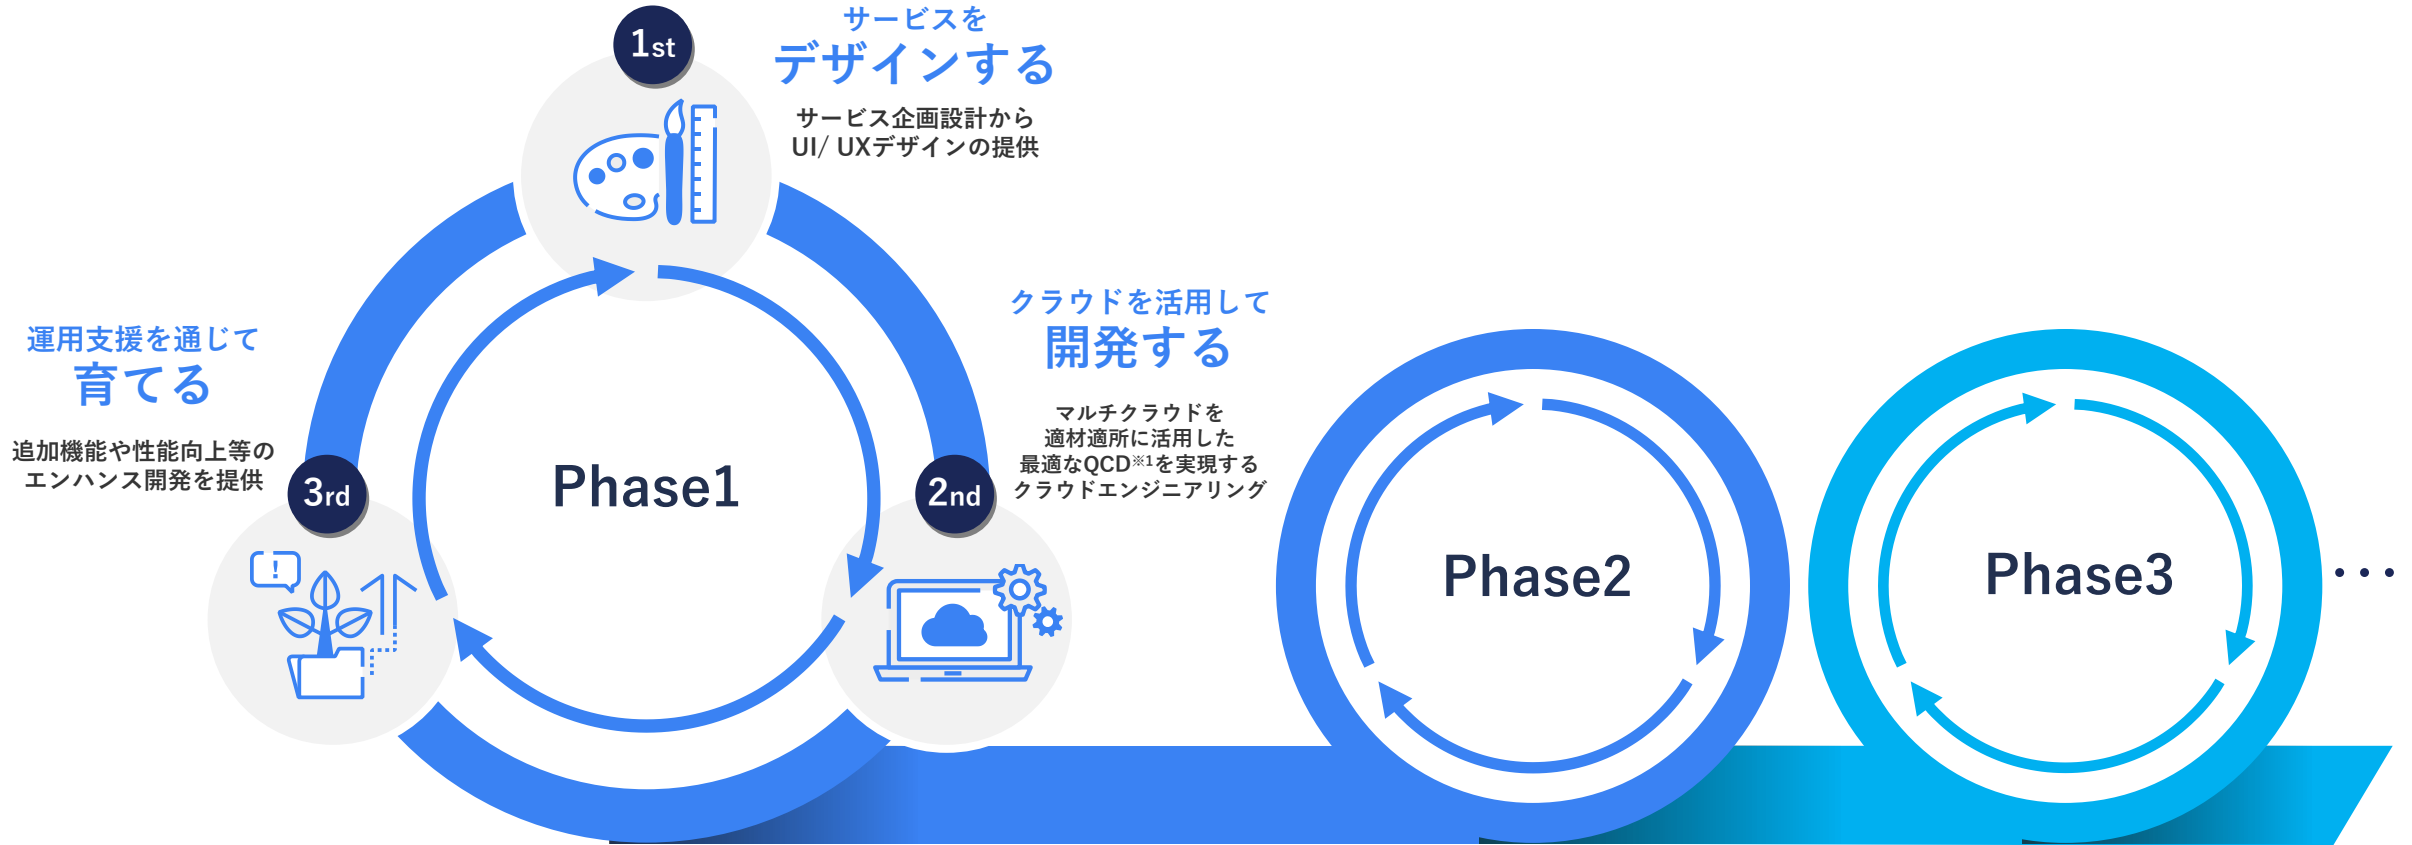 1st
サービスを
デザインする
サービス企画設計から
UI/ UXデザインの提供
クラウドを活用して
開発する
マルチクラウドを
適材適所に活用した
最適なQCD※1を実現する
クラウドエンジニアリング
2nd
運用支援を通じて
育てる
追加機能や性能向上等の
エンハンス開発を提供
3rd
!
Phase1
Phase2
Phase3
･･･